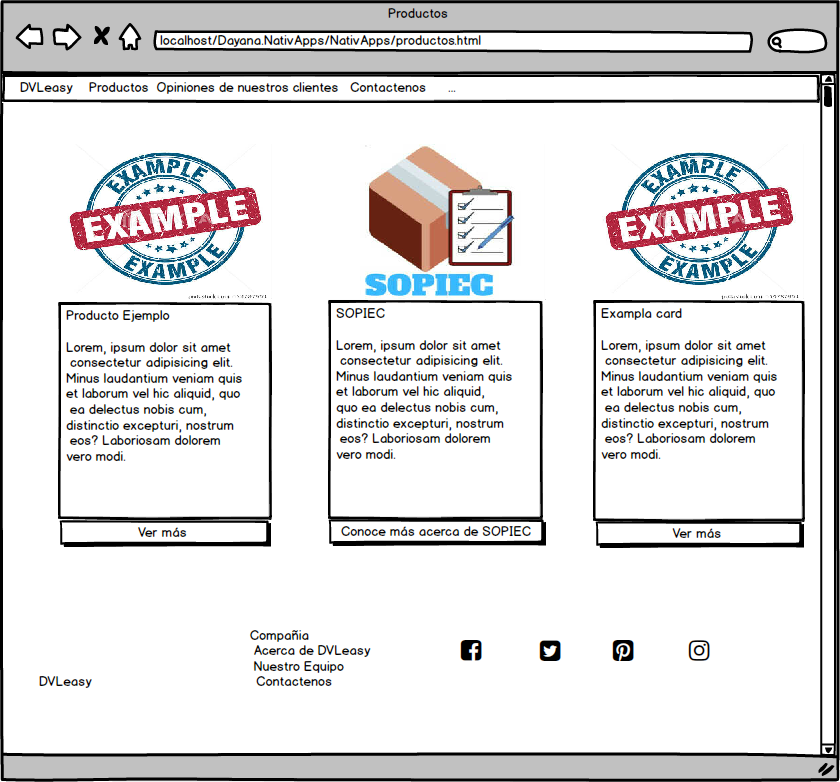 Productos
localhost/Dayana.NativApps/NativApps/productos.html
DVLeasy Productos Opiniones de nuestros clientes Contactenos ...
EXAMPLE
EXAMPLE
EXAMPLE
SOPIEC
EXAMPLE
EXAMPLE
EXAMPLE
Producto Ejemplo
Lorem, ipsum dolor sit amet
consectetur adipisicing elit.
Minus laudantium veniam quis
et laborum vel hic aliquid, quo
ea delectus nobis cum,
distinctio excepturi, nostrum
eos? Laboriosam dolorem
vero modi.
Ver más
SOPIEC
Lorem, ipsum dolor sit amet
consectetur adipisicing elit.
Minus laudantium veniam quis
et laborum vel hic aliquid,
quo ea delectus nobis cum,
distinctio excepturi, nostrum
eos? Laboriosam dolorem
vero modi.
Conoce más acerca de SOPIEC
Exampla card
Lorem, ipsum dolor sit amet
consectetur adipisicing elit.
Minus laudantium veniam quis
et laborum vel hic aliquid, quo
ea delectus nobis cum,
distinctio excepturi, nostrum
eos? Laboriosam dolorem
vero modi.
Ver más
DVLeasy
Compañia
Acerca de DVLeasy
Nuestro Equipo
Contactenos